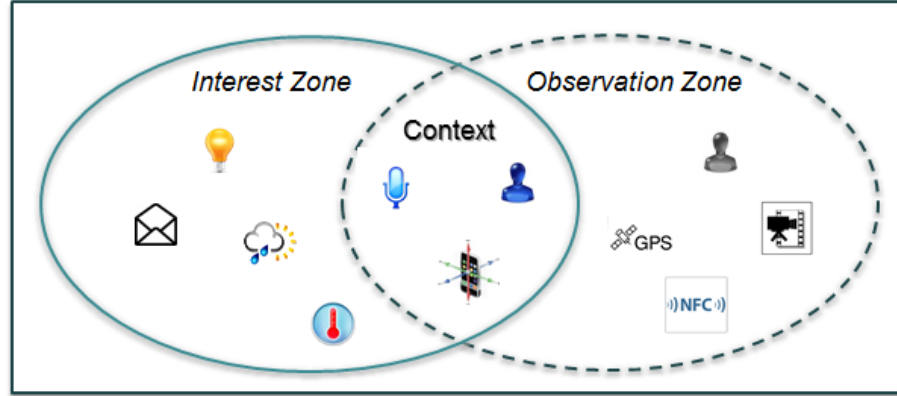 Interest Zone
Observation Zone
Context
GPS
NFC